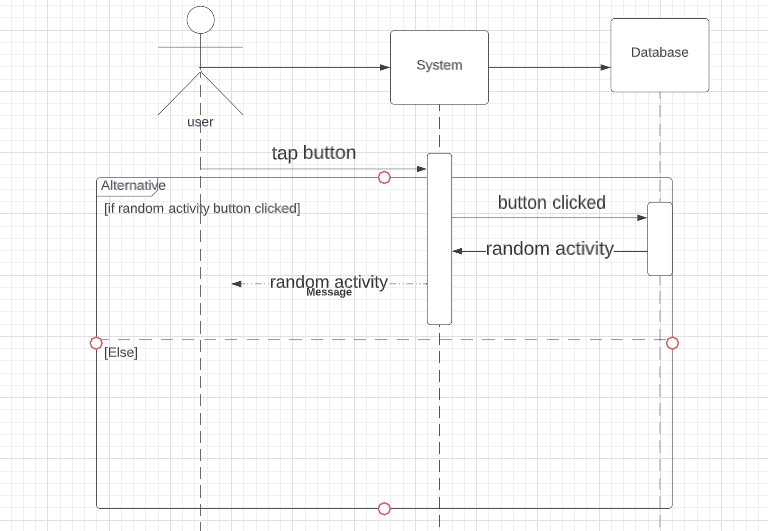 System
Database
user
tap button
Alternative
[if random activity button clicked]
button clicked
random activity
random activity
Message
[Else]